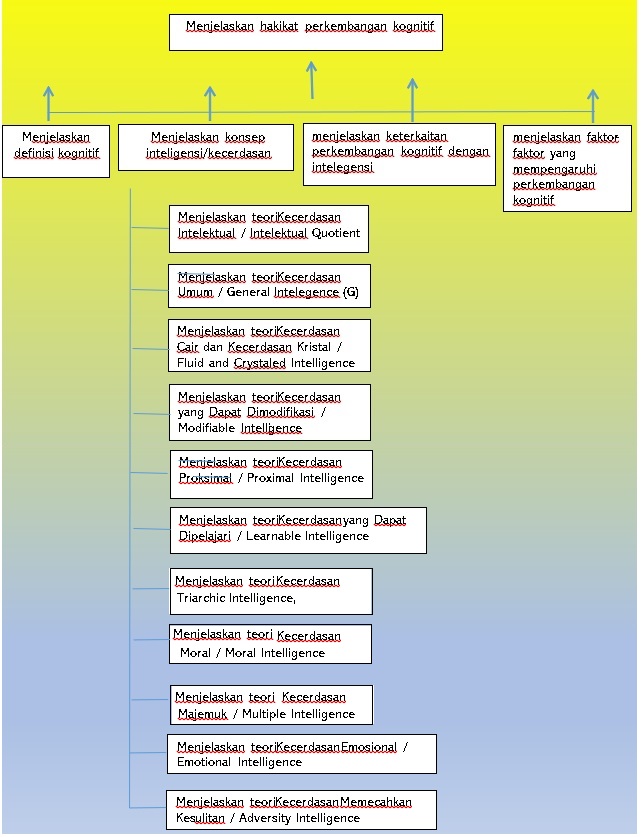 Menjelaskan hakikat perkembangan kognitif
Menjelaskan
definisi kognitif
Menjelaskan konsep
inteligensi/kecerdasan
menjelaskan keterkaitan
perkembangan kognitif dengan
intelegensi
menjelaskan faktor
faktor yang
mempengaruhi
perkembangan
kognitif
Menjelaskan teoriKecerdasan
Intelektual / Intelektual Quotient
Menjelaskan teoriKecerdasan
Umum / General Intelegence (G)
Menjelaskan teoriKecerdasan
Cair dan Kecerdasan Kristal /
Fluid and Crystaled Intelligence
Menjelaskan teoriKecerdasan
yang Dapat Dimodifikasi /
Modifiable Intellgence
Menjelaskan teoriKecerdasan
Proksimal / Proximal Intelligence
Menjelaskan teoriKecerdasanyang Dapat
Dipelajari / Learnable Intelligence
Menjelaskan teoriKecerdasan
Triarchic Intelligence,
Menjelaskan teori Kecerdasan
Moral / Moral Intelligence
Menjelaskan teori Kecerdasan
Majemuk / Multiple Intelligence
Menjelaskan teoriKecerdasanEmosional /
Emotional Intelligence
Menjelaskan teoriKecerdasanMemecahkan
Kesulitan / Adversity Intelligence